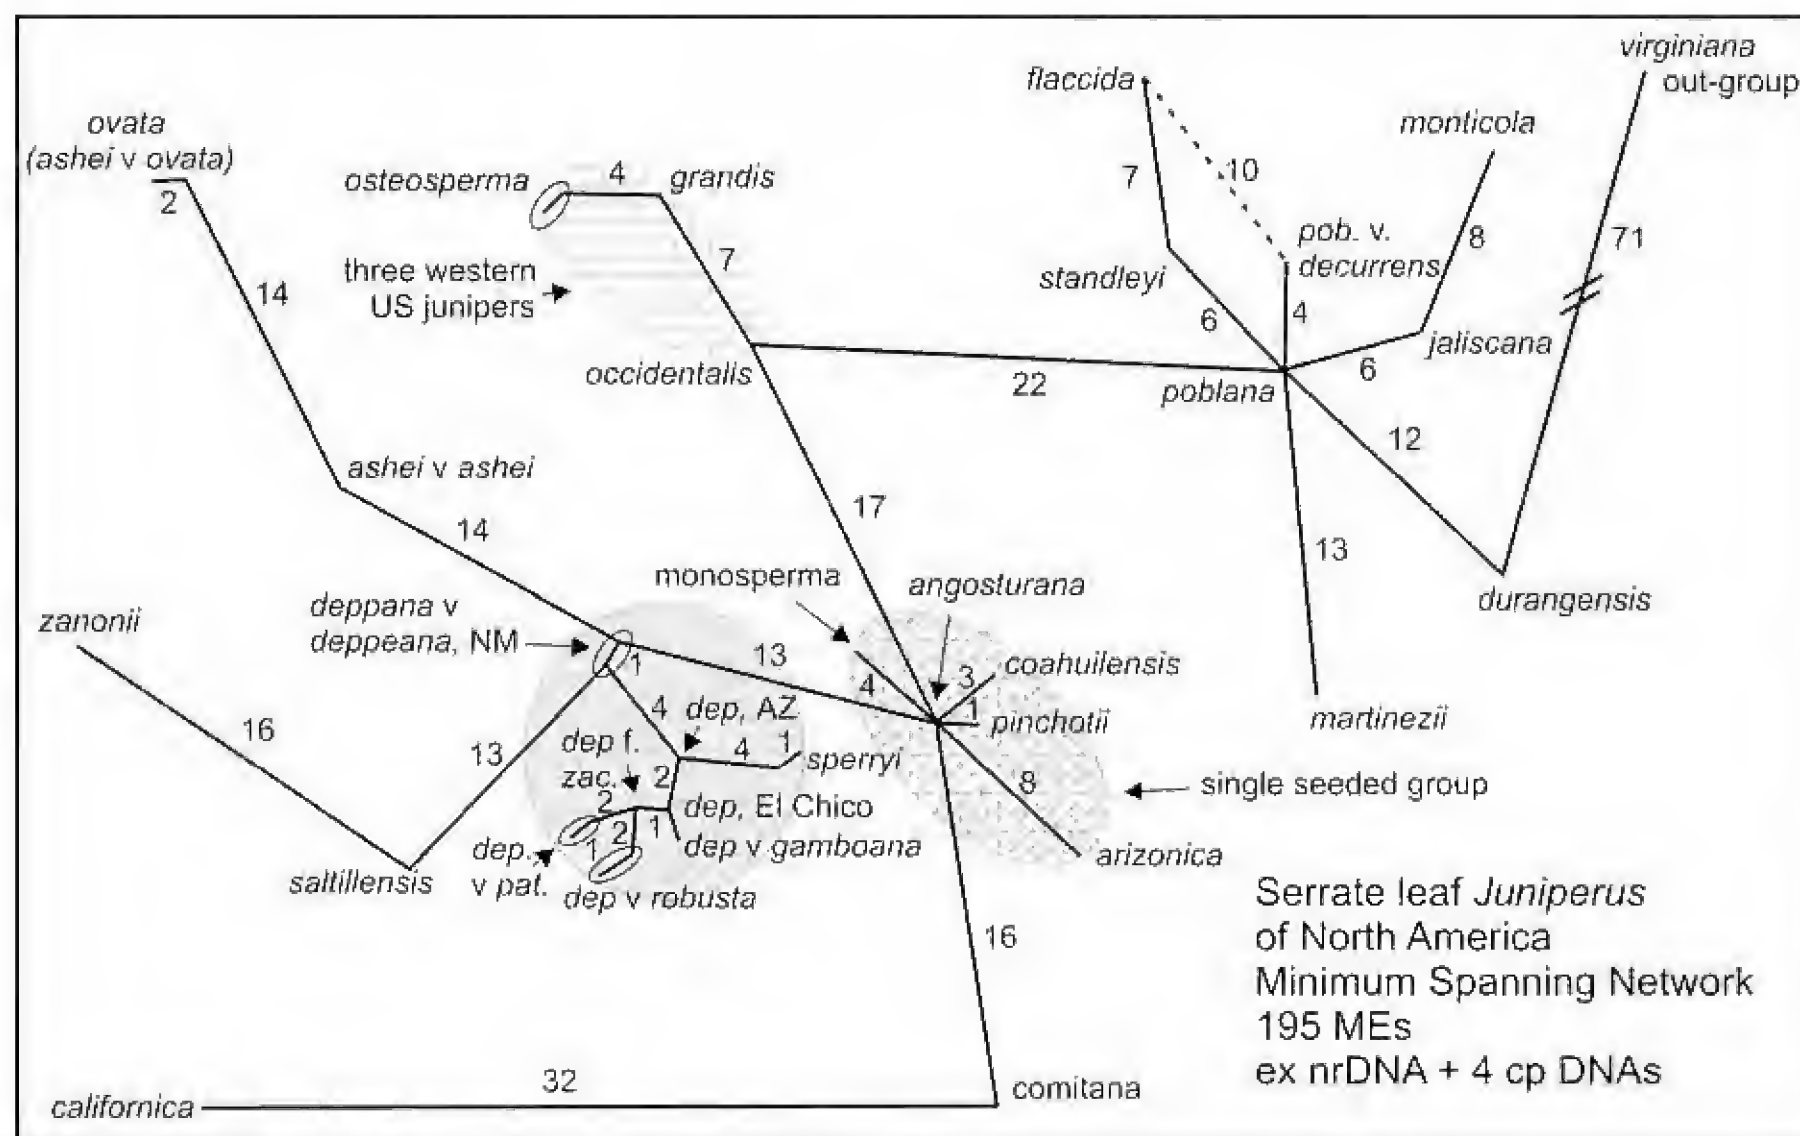 virginiana
out-group
flaccida
monticola
ovata
(ashei v ovata)
2
osteosperma
4
grandis
7
10
pob. v.
decurrens
8
71
three western
US junipers
7
14
standleyi
6
4
jaliscana
6
occidentalis
22
poblana
12
ashei v ashei
14
17
13
monosperma
angosturana
durangensis
zanonii
deppana v
deppeana, NM
1
13
4
3
coahuilensis
1
pinchotii
martinezii
16
13
4
dep, AZ
4
1
sperryi
dep f.
zac.
2
2
dep, El Chico
8
single seeded group
1
2
1
dep v gamboana
dep.
v pat.
dep v robusta
arizonica
saltillensis
16
Serrate leaf Juniperus
of North America
Minimum Spanning Network
195 MEs
ex nrDNA + 4 cp DNAs
32
californica
comitana